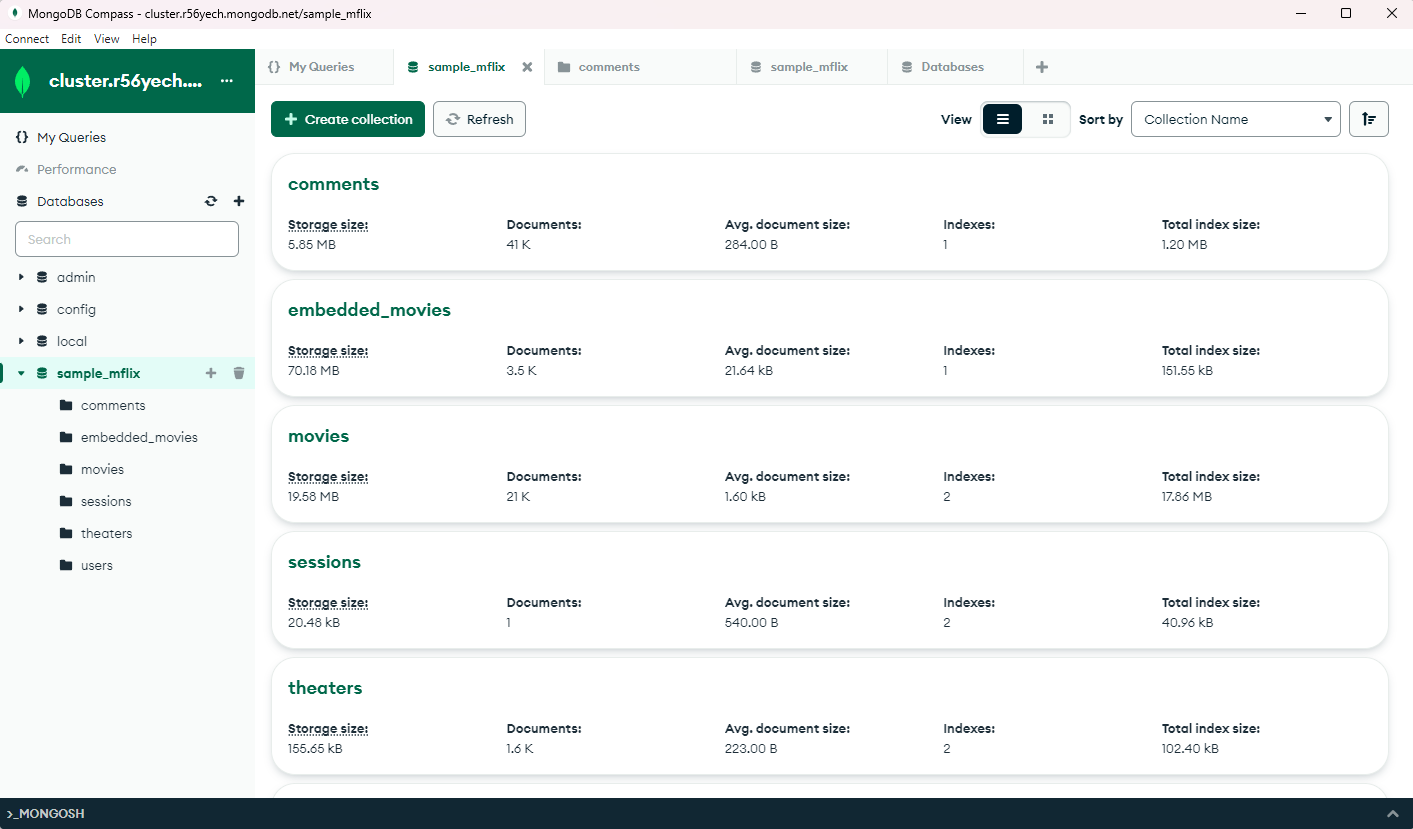 MongoDB Compass - cluster.r56yech.mongodb.net/sample_mflix
Connect Edit View Help
cluster.r56yech.... ...
My Queries sample_mflix comments sample_mflix Databases
Create collection Refresh View Sort by Collection Name
{} My Queries
Performance
Databases
Search
admin
config
local
sample_mflix
comments
embedded_movies
movies
sessions
theaters
users
comments
Storage size: Documents: Avg. document size: Indexes: Total index size:
5.85 MB 41 K 284.00 B 1 1.20 MB
embedded_movies
Storage size: Documents: Avg. document size: Indexes: Total index size:
70.18 MB 3.5 K 21.64 kB 1 151.55 kB
movies
Storage size: Documents: Avg. document size: Indexes: Total index size:
19.58 MB 21 K 1.60 kB 2 17.86 MB
sessions
Storage size: Documents: Avg. document size: Indexes: Total index size:
20.48 kB 1 540.00 B 2 40.96 kB
theaters
Storage size: Documents: Avg. document size: Indexes: Total index size:
155.65 kB 1.6 K 223.00 B 2 102.40 kB
>_MONGOSH